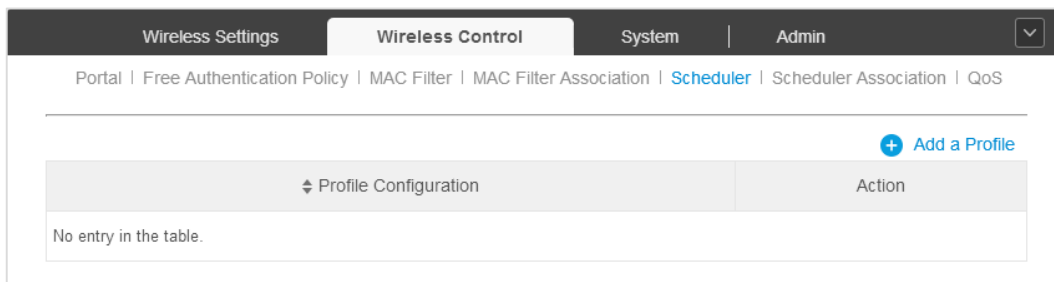 Wireless Settings Wireless Control System | Admin
Portal | Free Authentication Policy | MAC Filter | MAC Filter Association | Scheduler | Scheduler Association | QoS
Add a Profile
Profile Configuration Action
No entry in the table.